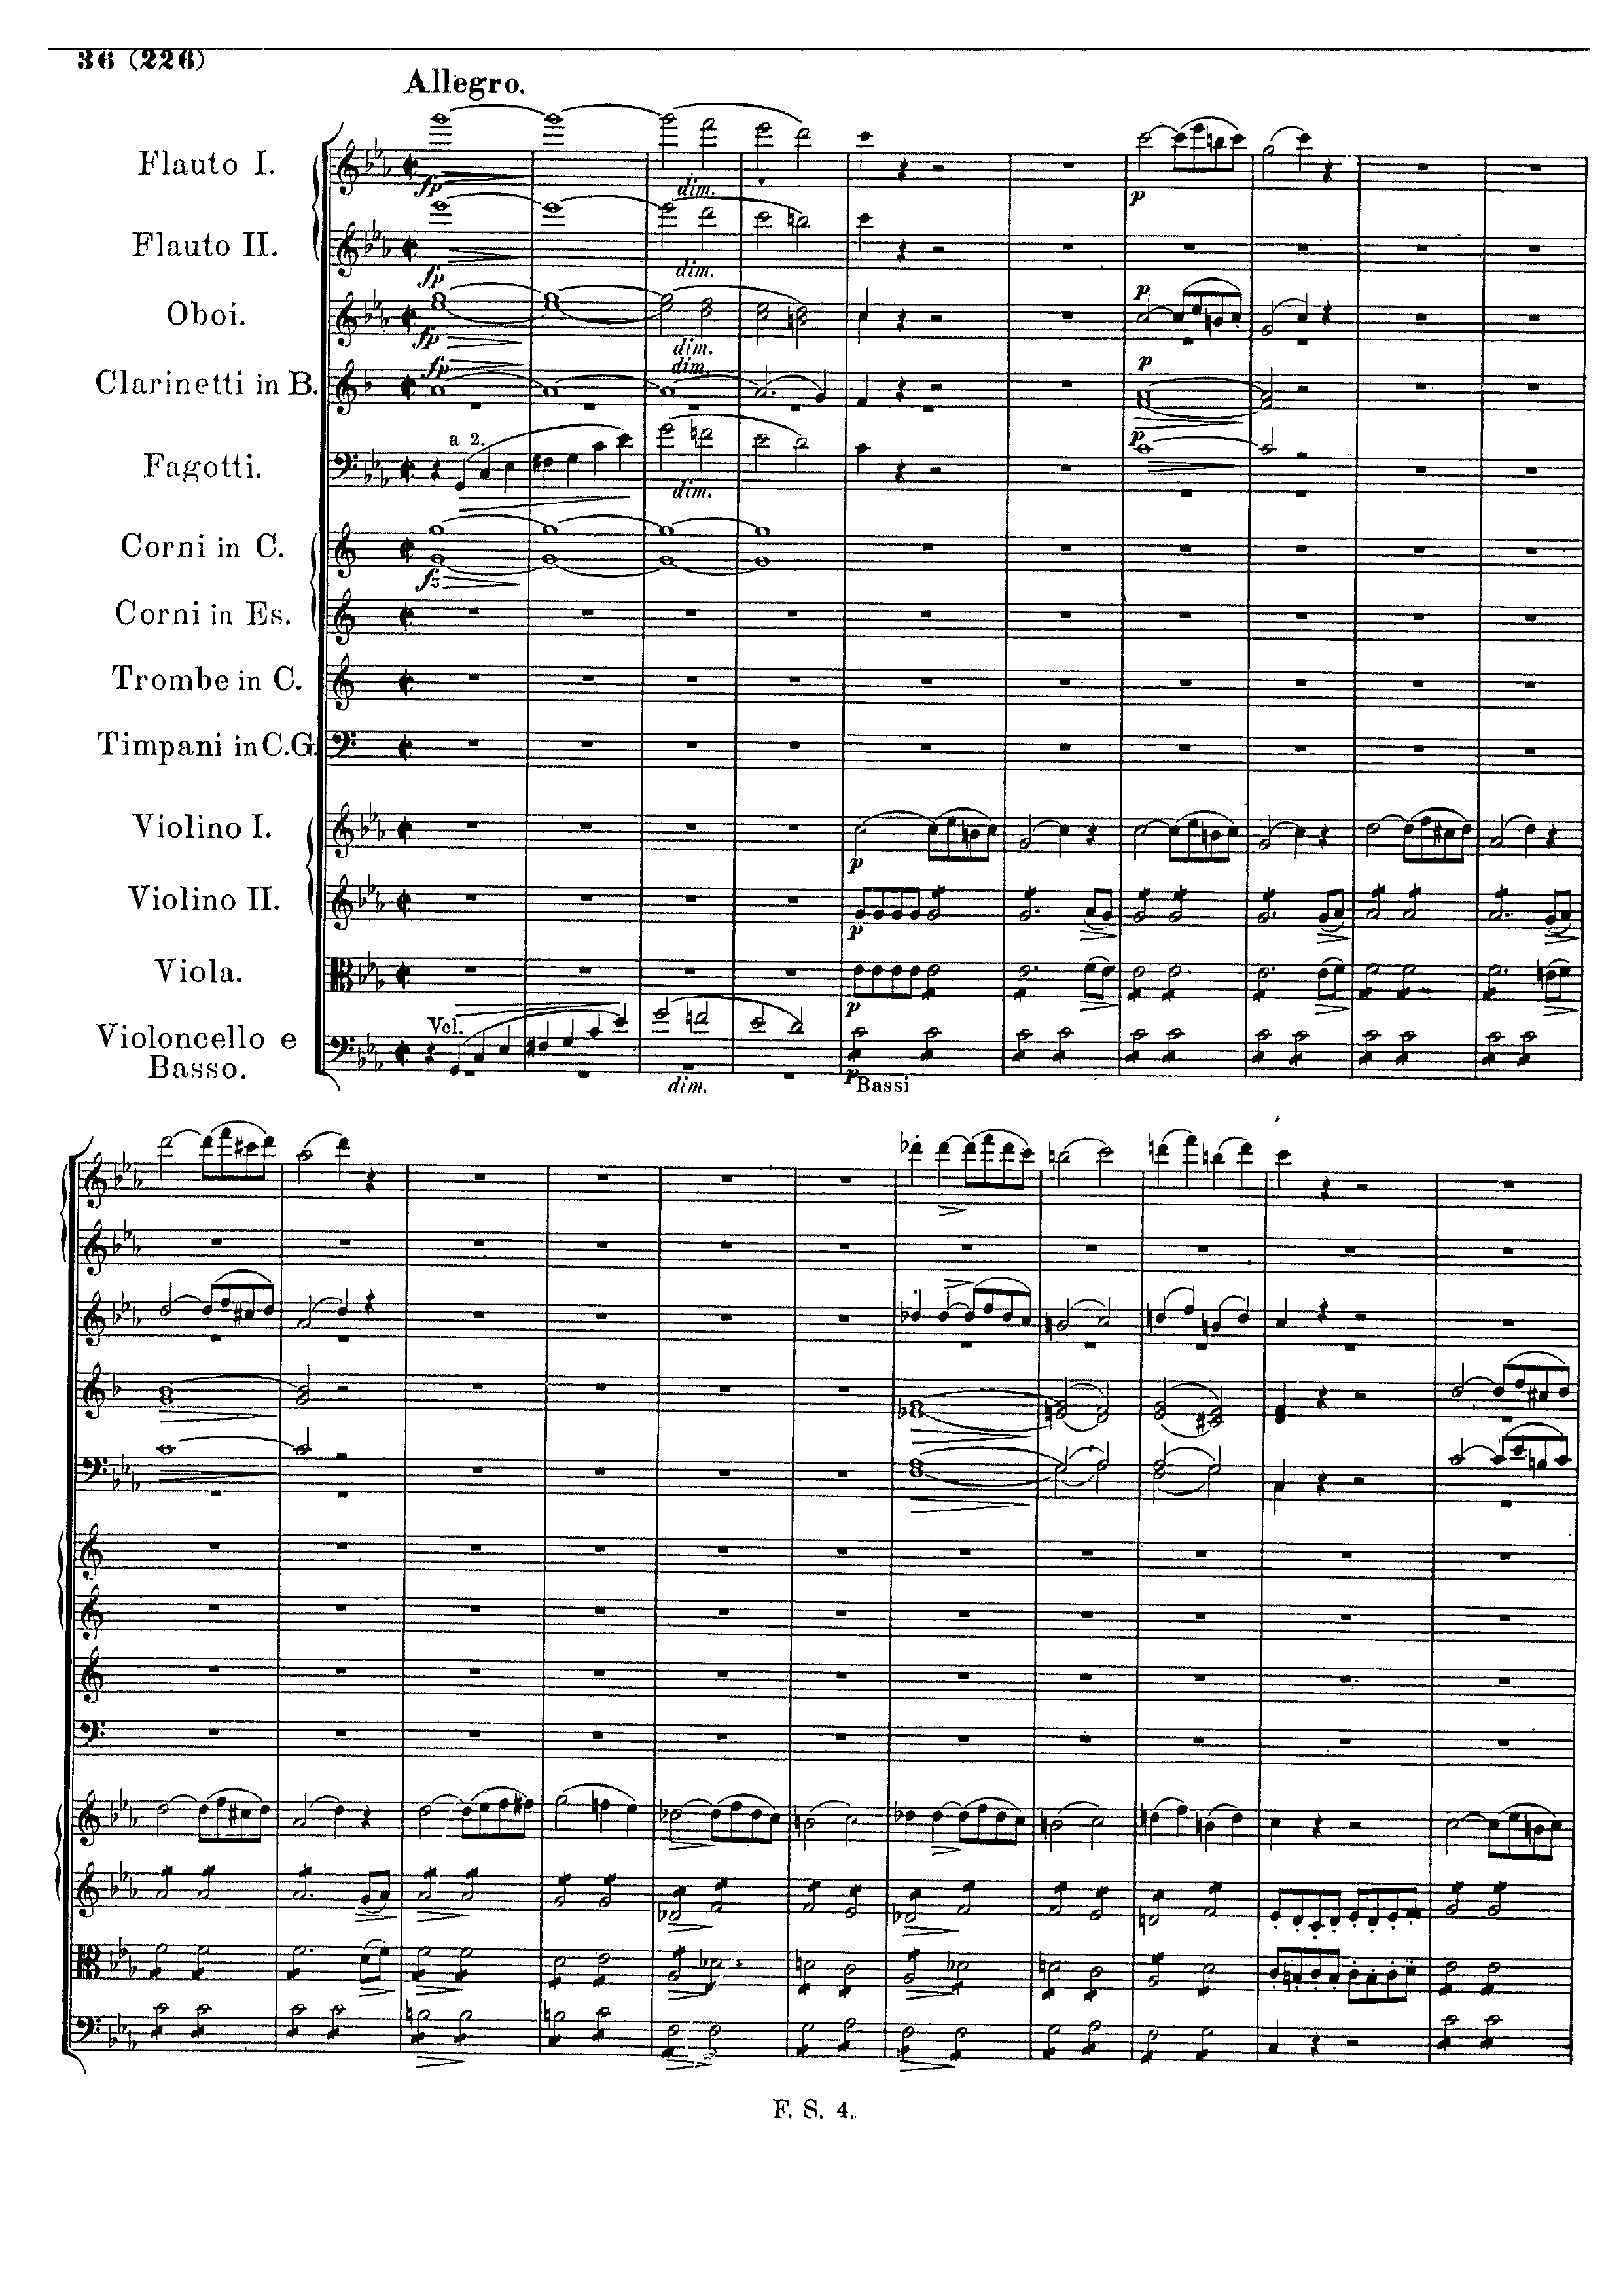 36 (226)
Allegro.
Flauto I.
fp
dim.
p
Flauto II.
fp
dim.
Oboi.
fp
dim.
p
Clarinetti in B.
fp
dim.
p
Fagotti.
a 2.
dim.
p
Corni in C.
fz
Corni in Es.
Trombe in C.
Timpani in C.G.
Violino I.
p
Violino II.
p
Viola.
p
Violoncello e
Basso.
Vcl.
dim.
p
Bassi
F. S. 4.